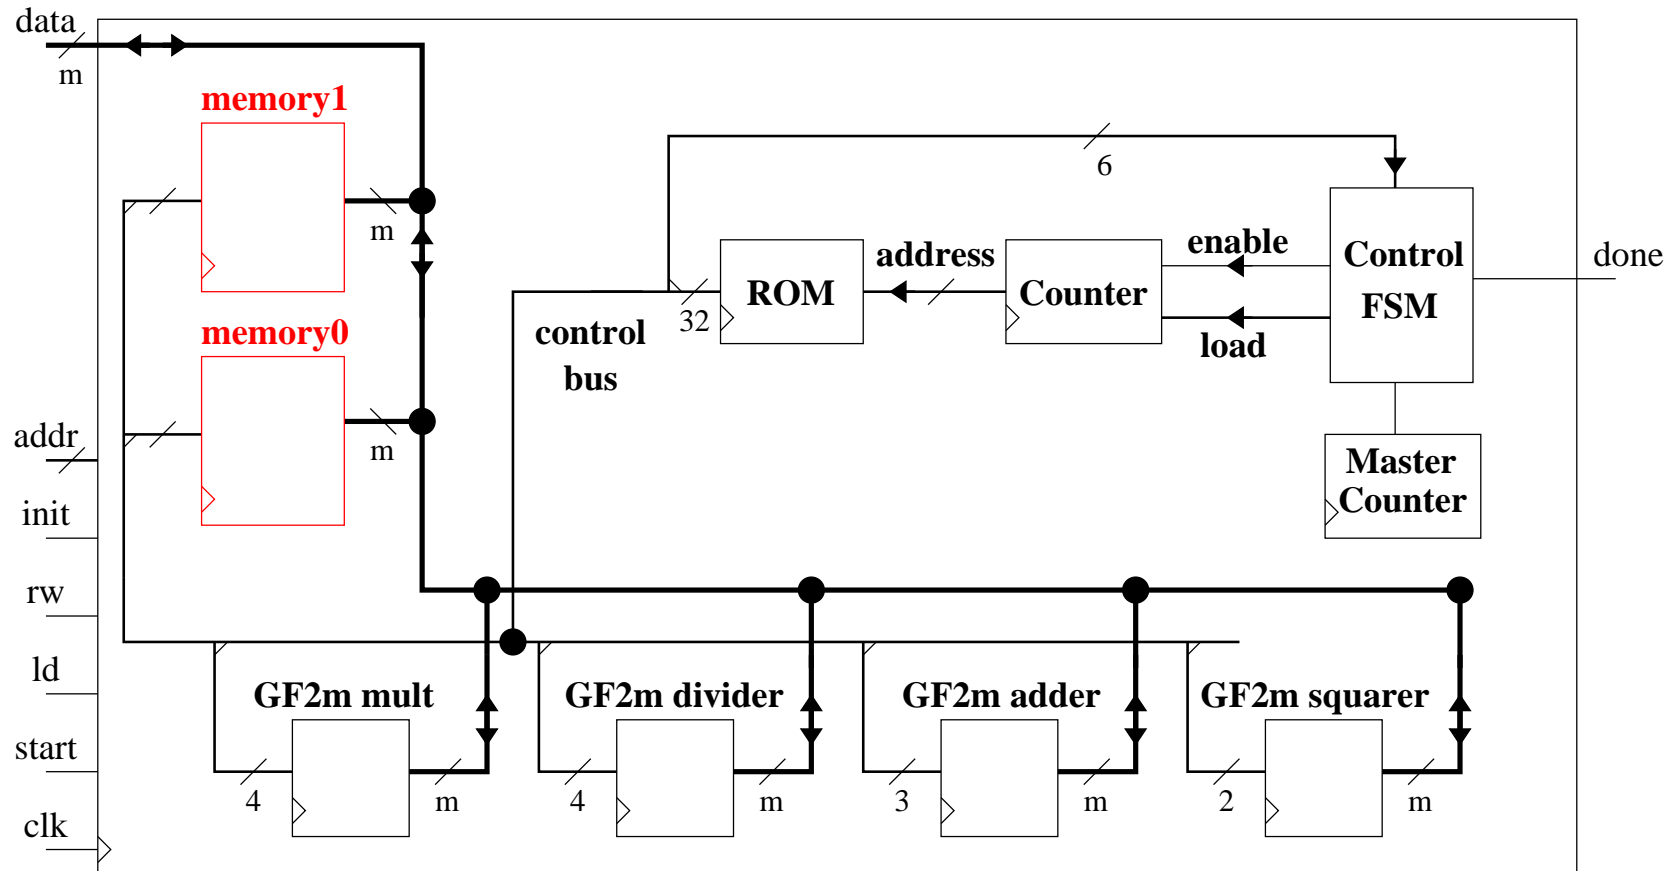 data
m
memory1
m
6
memory0
m
control
bus
32
ROM
address
Counter
enable
load
Control
FSM
done
Master
Counter
addr
init
rw
ld
start
clk
GF2m mult
4
m
GF2m divider
4
m
GF2m adder
3
m
GF2m squarer
2
m